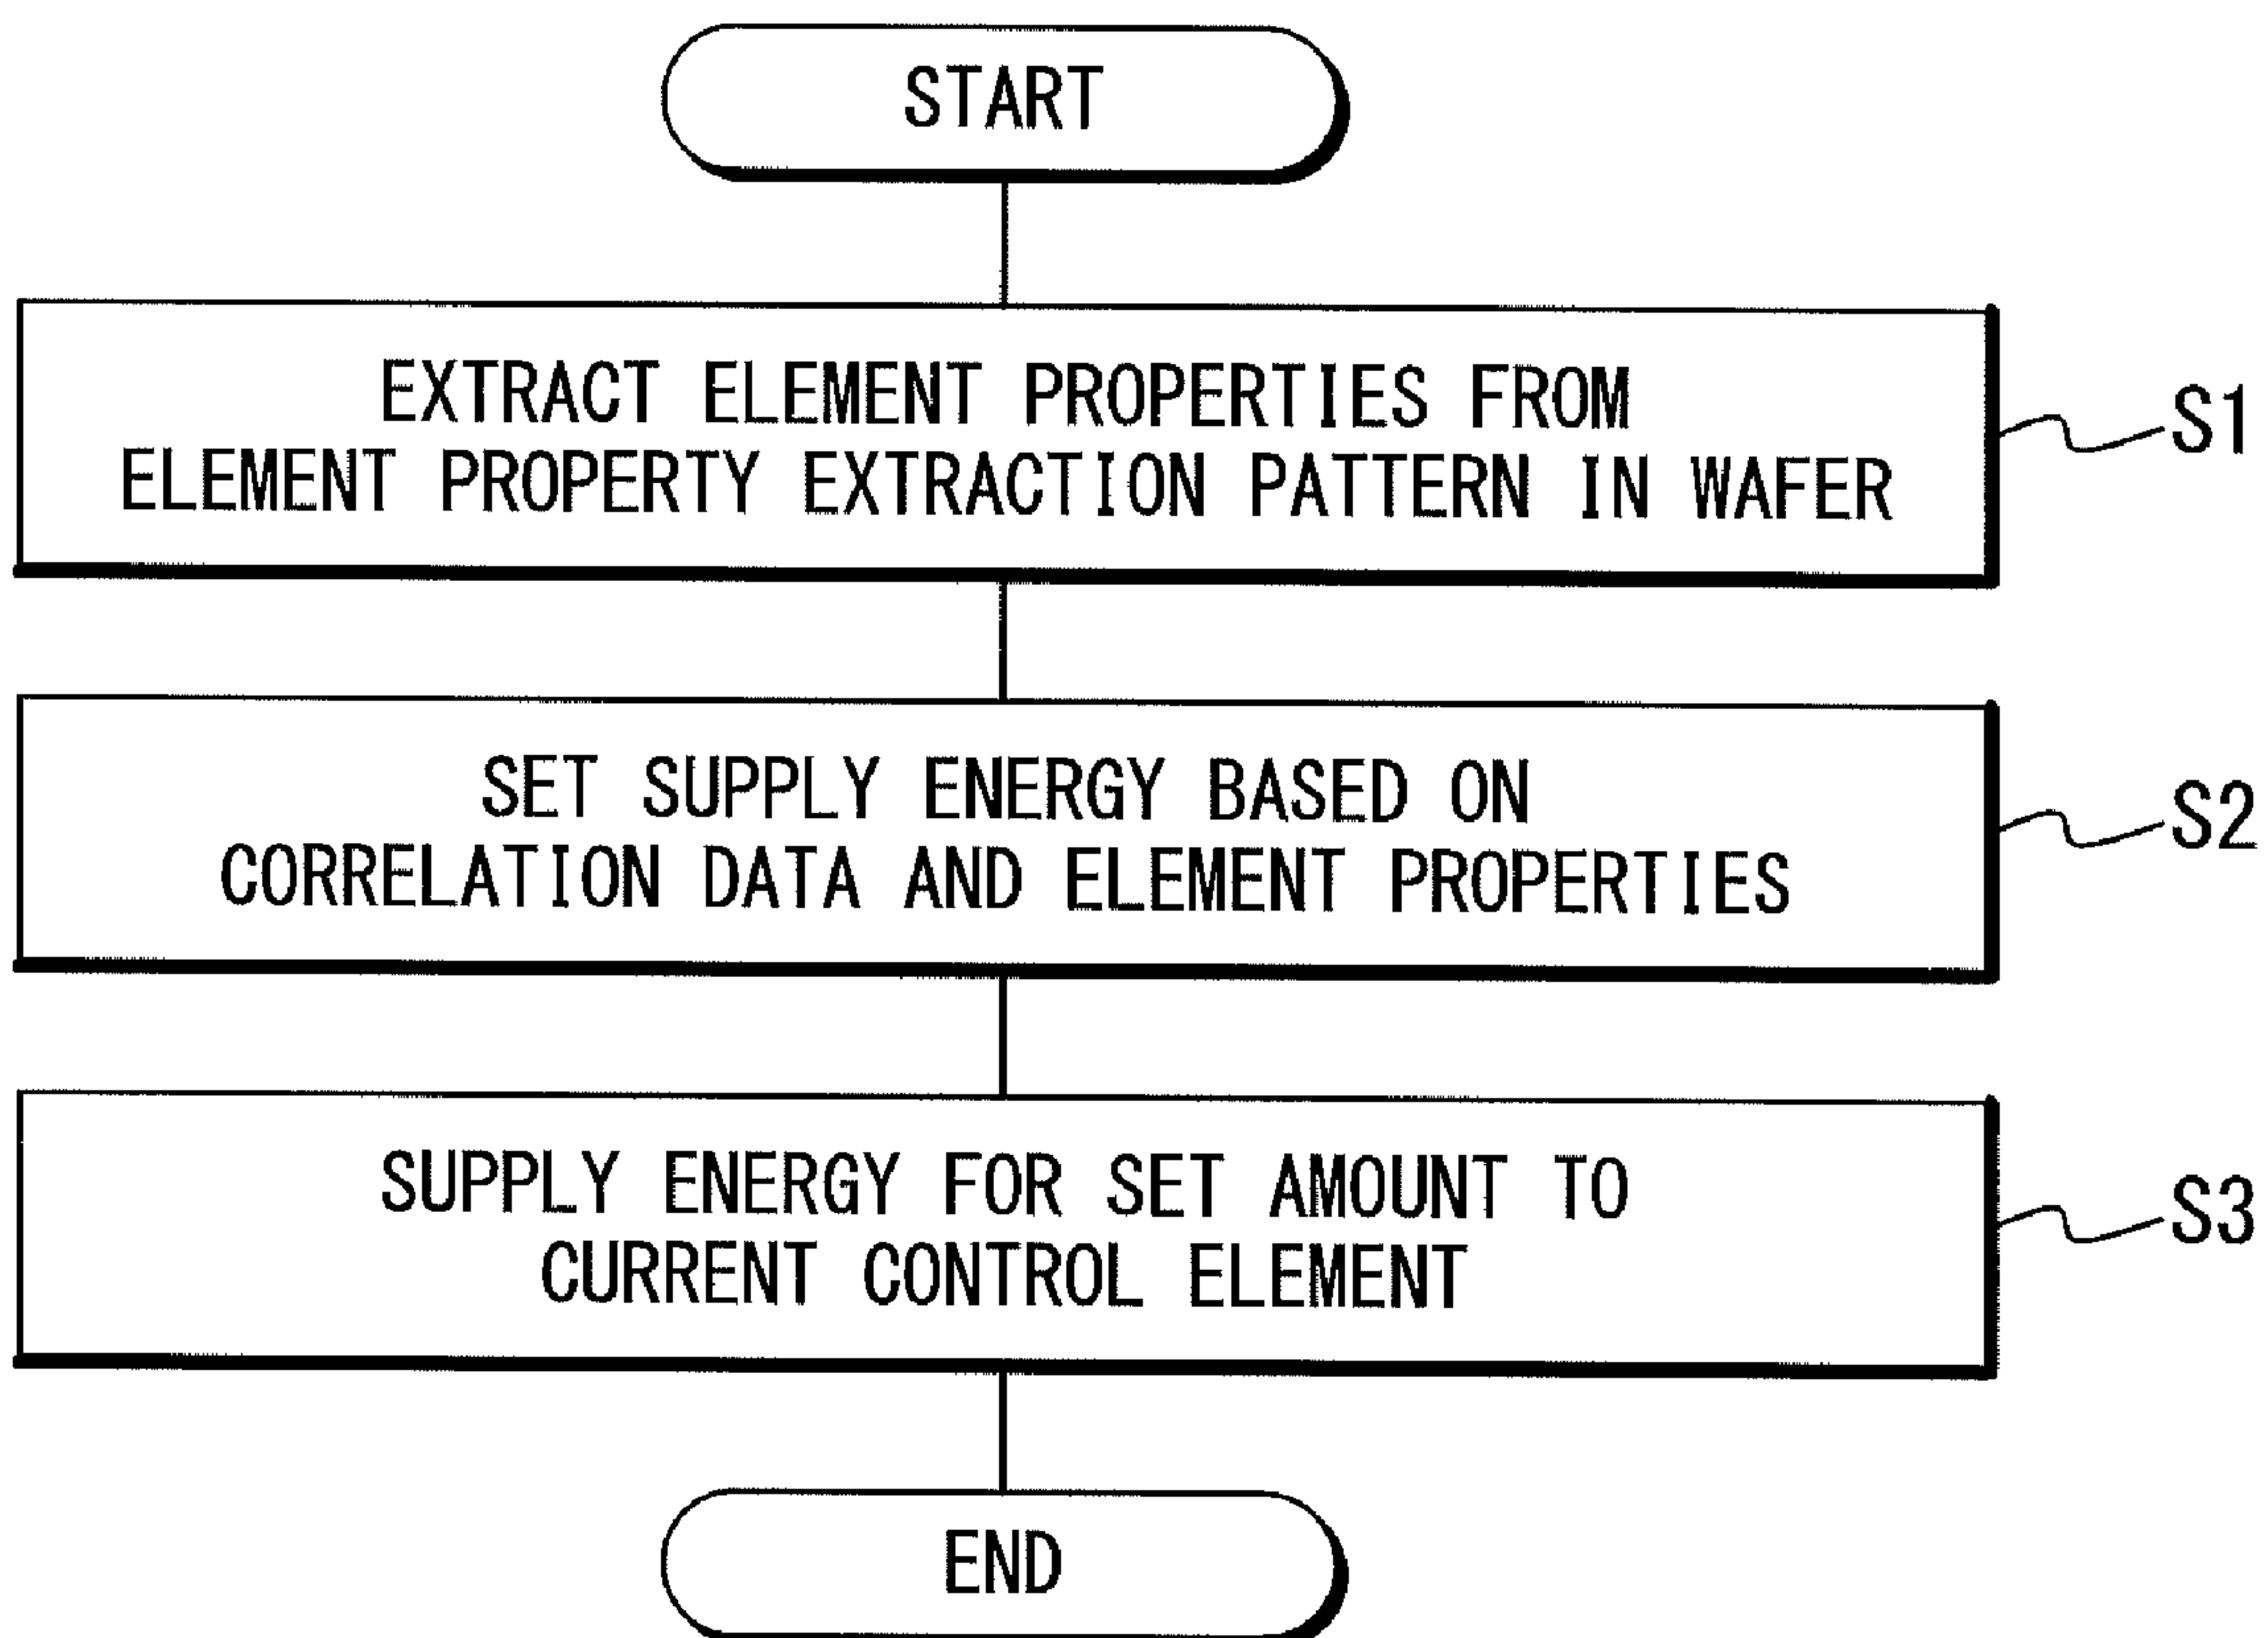 START
EXTRACT ELEMENT PROPERTIES FROM
ELEMENT PROPERTY EXTRACTION PATTERN IN WAFER
S1
SET SUPPLY ENERGY BASED ON
CORRELATION DATA AND ELEMENT PROPERTIES
S2
SUPPLY ENERGY FOR SET AMOUNT TO
CURRENT CONTROL ELEMENT
S3
END